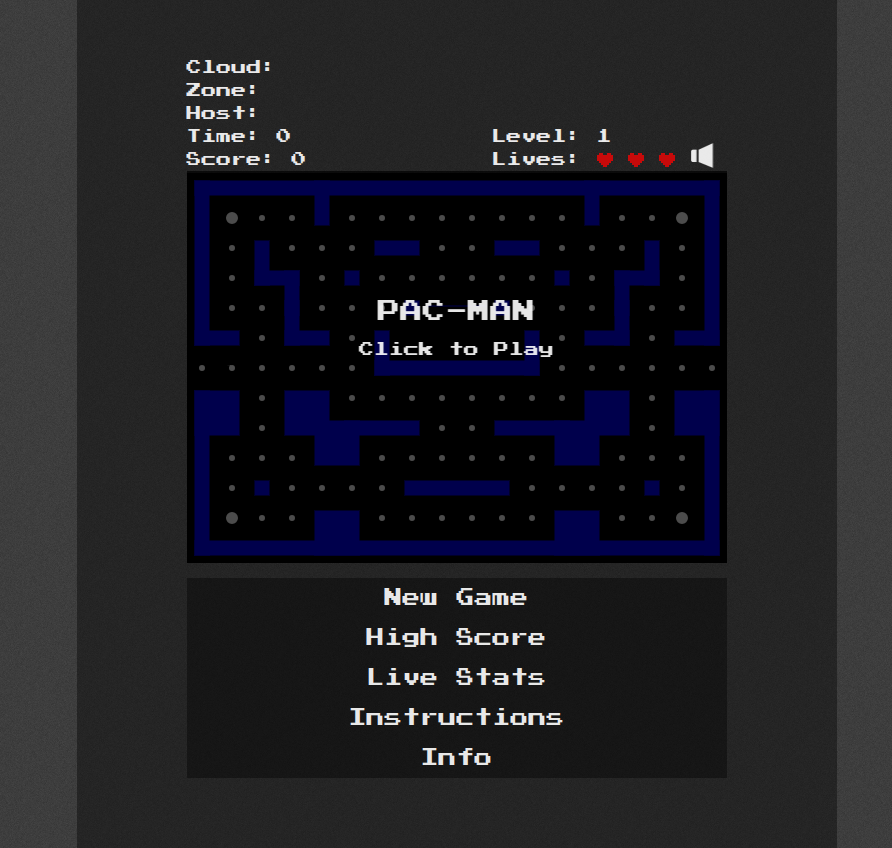 Cloud:
Zone:
Host:
Time: 0 Level: 1
Score: 0 Lives:
PAC-MAN
Click to Play
New Game
High Score
Live Stats
Instructions
Info